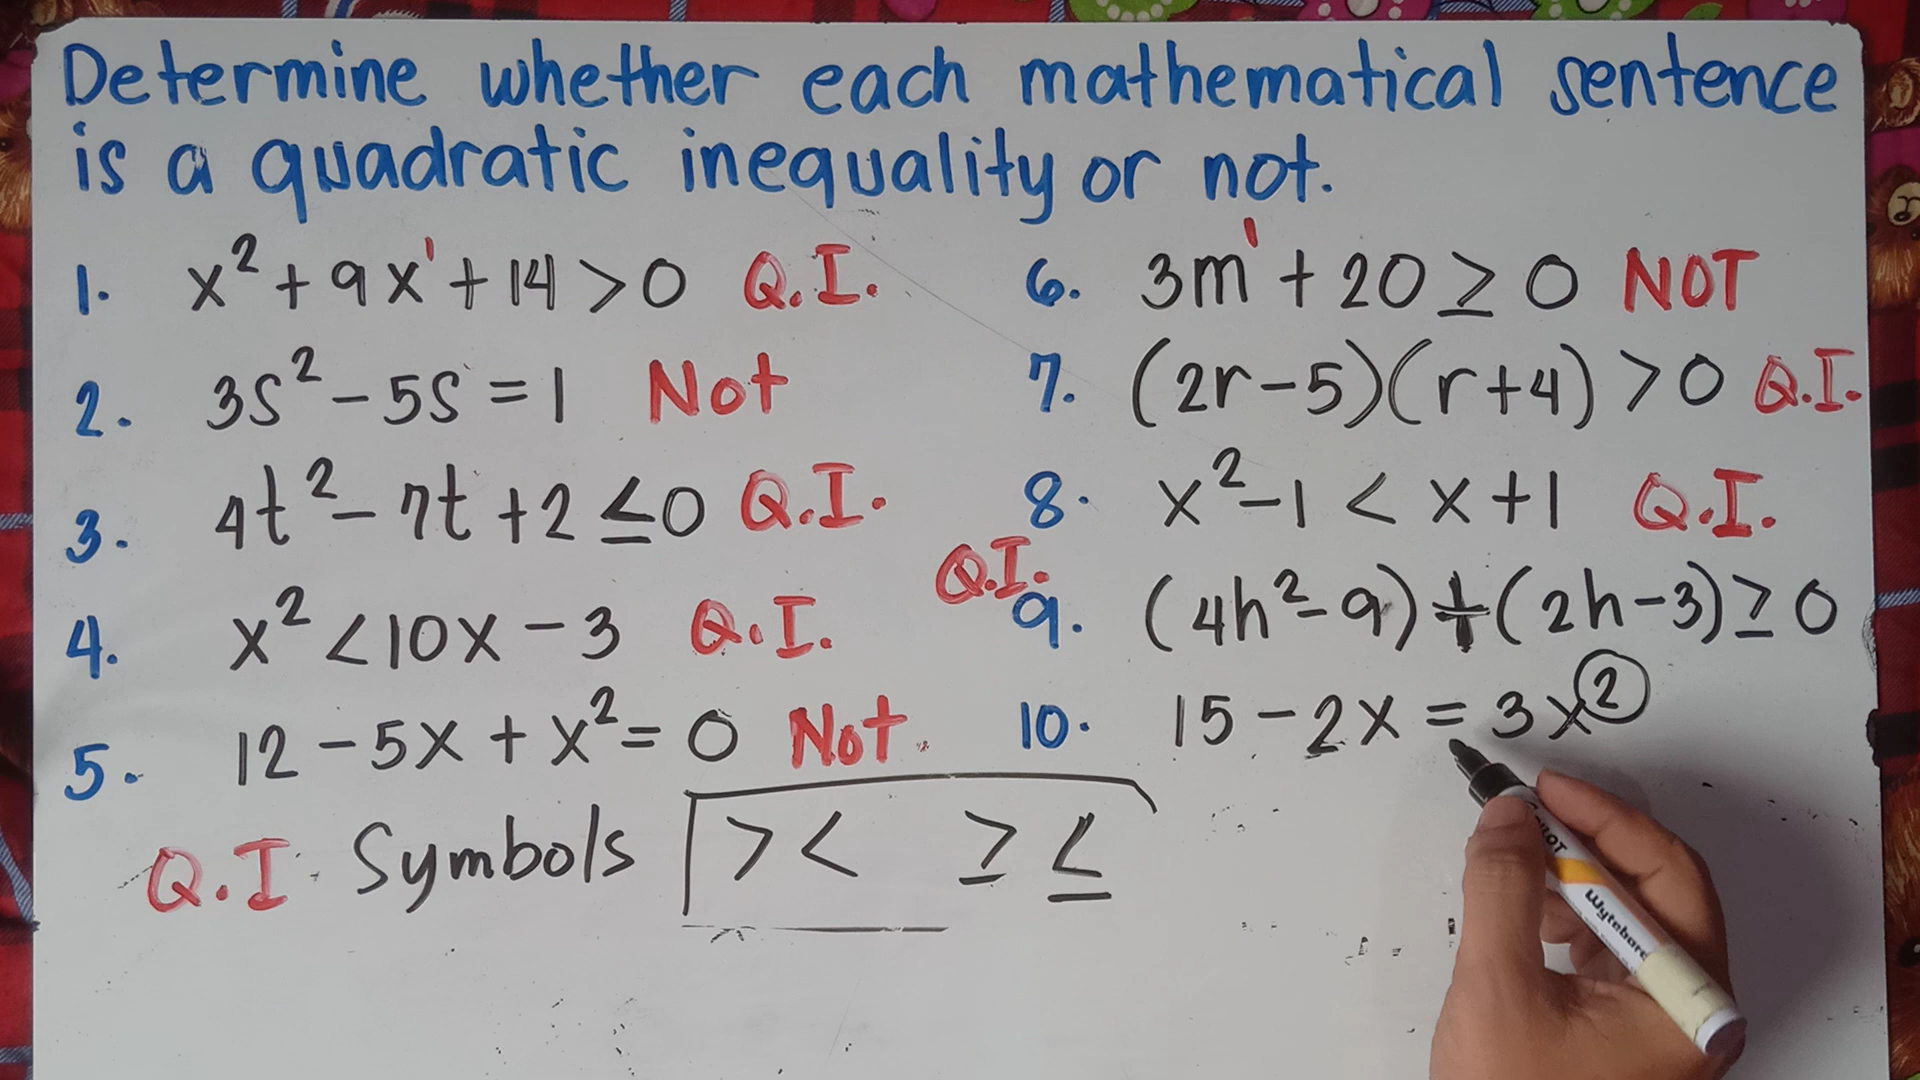 Determine whether each mathematical sentence
is a quadratic inequality or not.
1. x² + 9x¹ + 14 > 0 Q.I.
2. 3s² - 5s = 1 Not
3. 4t² - 7t + 2 ≤ 0 Q.I.
4. x² < 10x - 3 Q.I.
5. 12 - 5x + x² = 0 Not
6. 3m¹ + 20 ≥ 0 NOT
7. (2r - 5)(r + 4) > 0 Q.I.
8. x² - 1 < x + 1 Q.I.
Q.I. 9. (4h² - 9) + (2h - 3) ≥ 0
10. 15 - 2x = 3x²
Q.I. Symbols > < ≥ ≤
PILOT
Wytebord